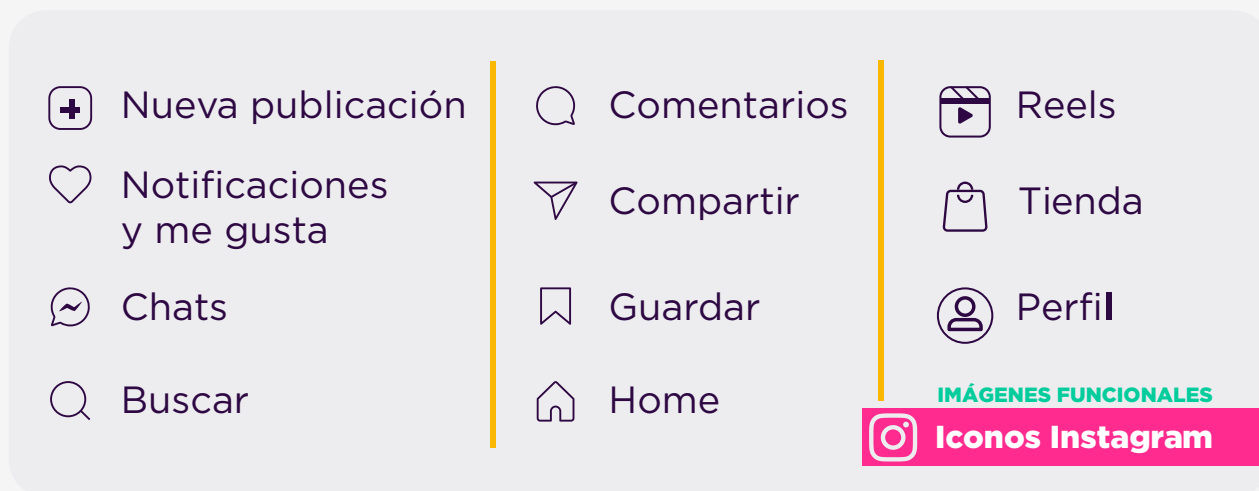 Nueva publicación
Notificaciones
y me gusta
Chats
Buscar
Comentarios
Compartir
Guardar
Home
Reels
Tienda
Perfil
IMÁGENES FUNCIONALES
Iconos Instagram